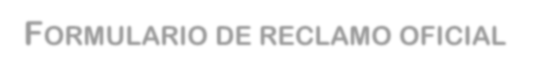 FORMULARIO DE RECLAMO OFICIAL